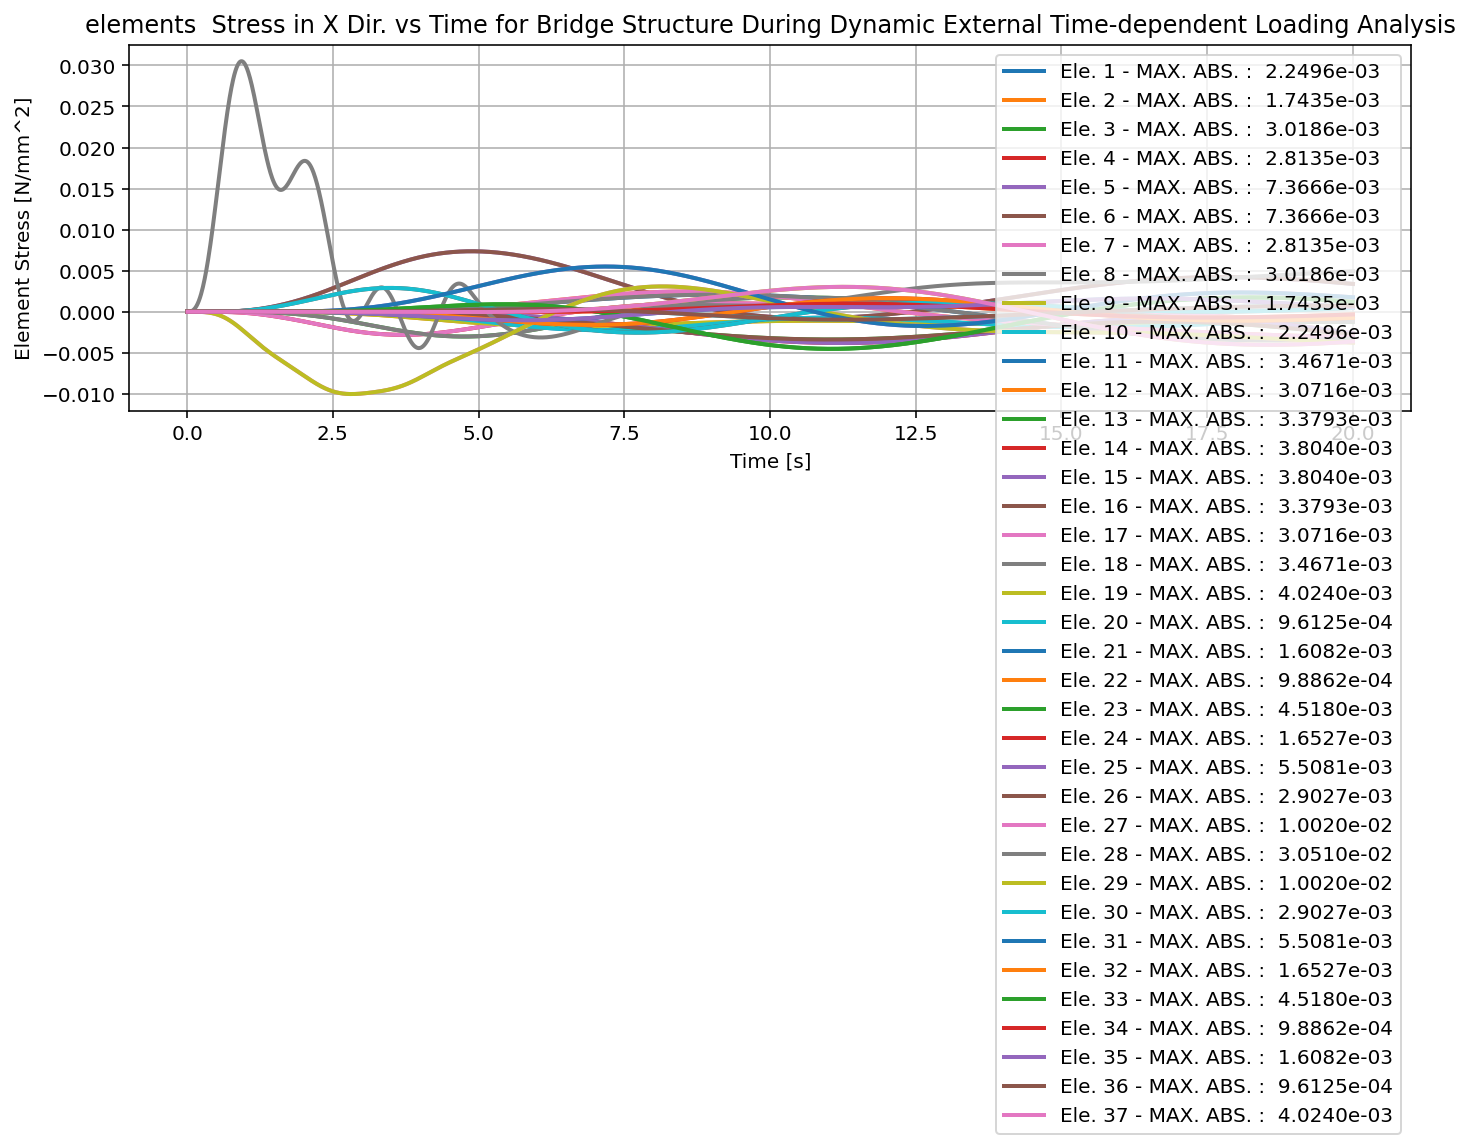 elements  Stress in X Dir. vs Time for Bridge Structure During Dynamic External Time-dependent Loading Analysis
Element Stress [N/mm^2]
0.030
0.025
0.020
0.015
0.010
0.005
0.000
−0.005
−0.010
0.0 2.5 5.0 7.5 10.0 12.5 15.0 17.5 20.0
Time [s]
Ele. 1 - MAX. ABS. :  2.2496e-03
Ele. 2 - MAX. ABS. :  1.7435e-03
Ele. 3 - MAX. ABS. :  3.0186e-03
Ele. 4 - MAX. ABS. :  2.8135e-03
Ele. 5 - MAX. ABS. :  7.3666e-03
Ele. 6 - MAX. ABS. :  7.3666e-03
Ele. 7 - MAX. ABS. :  2.8135e-03
Ele. 8 - MAX. ABS. :  3.0186e-03
Ele. 9 - MAX. ABS. :  1.7435e-03
Ele. 10 - MAX. ABS. :  2.2496e-03
Ele. 11 - MAX. ABS. :  3.4671e-03
Ele. 12 - MAX. ABS. :  3.0716e-03
Ele. 13 - MAX. ABS. :  3.3793e-03
Ele. 14 - MAX. ABS. :  3.8040e-03
Ele. 15 - MAX. ABS. :  3.8040e-03
Ele. 16 - MAX. ABS. :  3.3793e-03
Ele. 17 - MAX. ABS. :  3.0716e-03
Ele. 18 - MAX. ABS. :  3.4671e-03
Ele. 19 - MAX. ABS. :  4.0240e-03
Ele. 20 - MAX. ABS. :  9.6125e-04
Ele. 21 - MAX. ABS. :  1.6082e-03
Ele. 22 - MAX. ABS. :  9.8862e-04
Ele. 23 - MAX. ABS. :  4.5180e-03
Ele. 24 - MAX. ABS. :  1.6527e-03
Ele. 25 - MAX. ABS. :  5.5081e-03
Ele. 26 - MAX. ABS. :  2.9027e-03
Ele. 27 - MAX. ABS. :  1.0020e-02
Ele. 28 - MAX. ABS. :  3.0510e-02
Ele. 29 - MAX. ABS. :  1.0020e-02
Ele. 30 - MAX. ABS. :  2.9027e-03
Ele. 31 - MAX. ABS. :  5.5081e-03
Ele. 32 - MAX. ABS. :  1.6527e-03
Ele. 33 - MAX. ABS. :  4.5180e-03
Ele. 34 - MAX. ABS. :  9.8862e-04
Ele. 35 - MAX. ABS. :  1.6082e-03
Ele. 36 - MAX. ABS. :  9.6125e-04
Ele. 37 - MAX. ABS. :  4.0240e-03